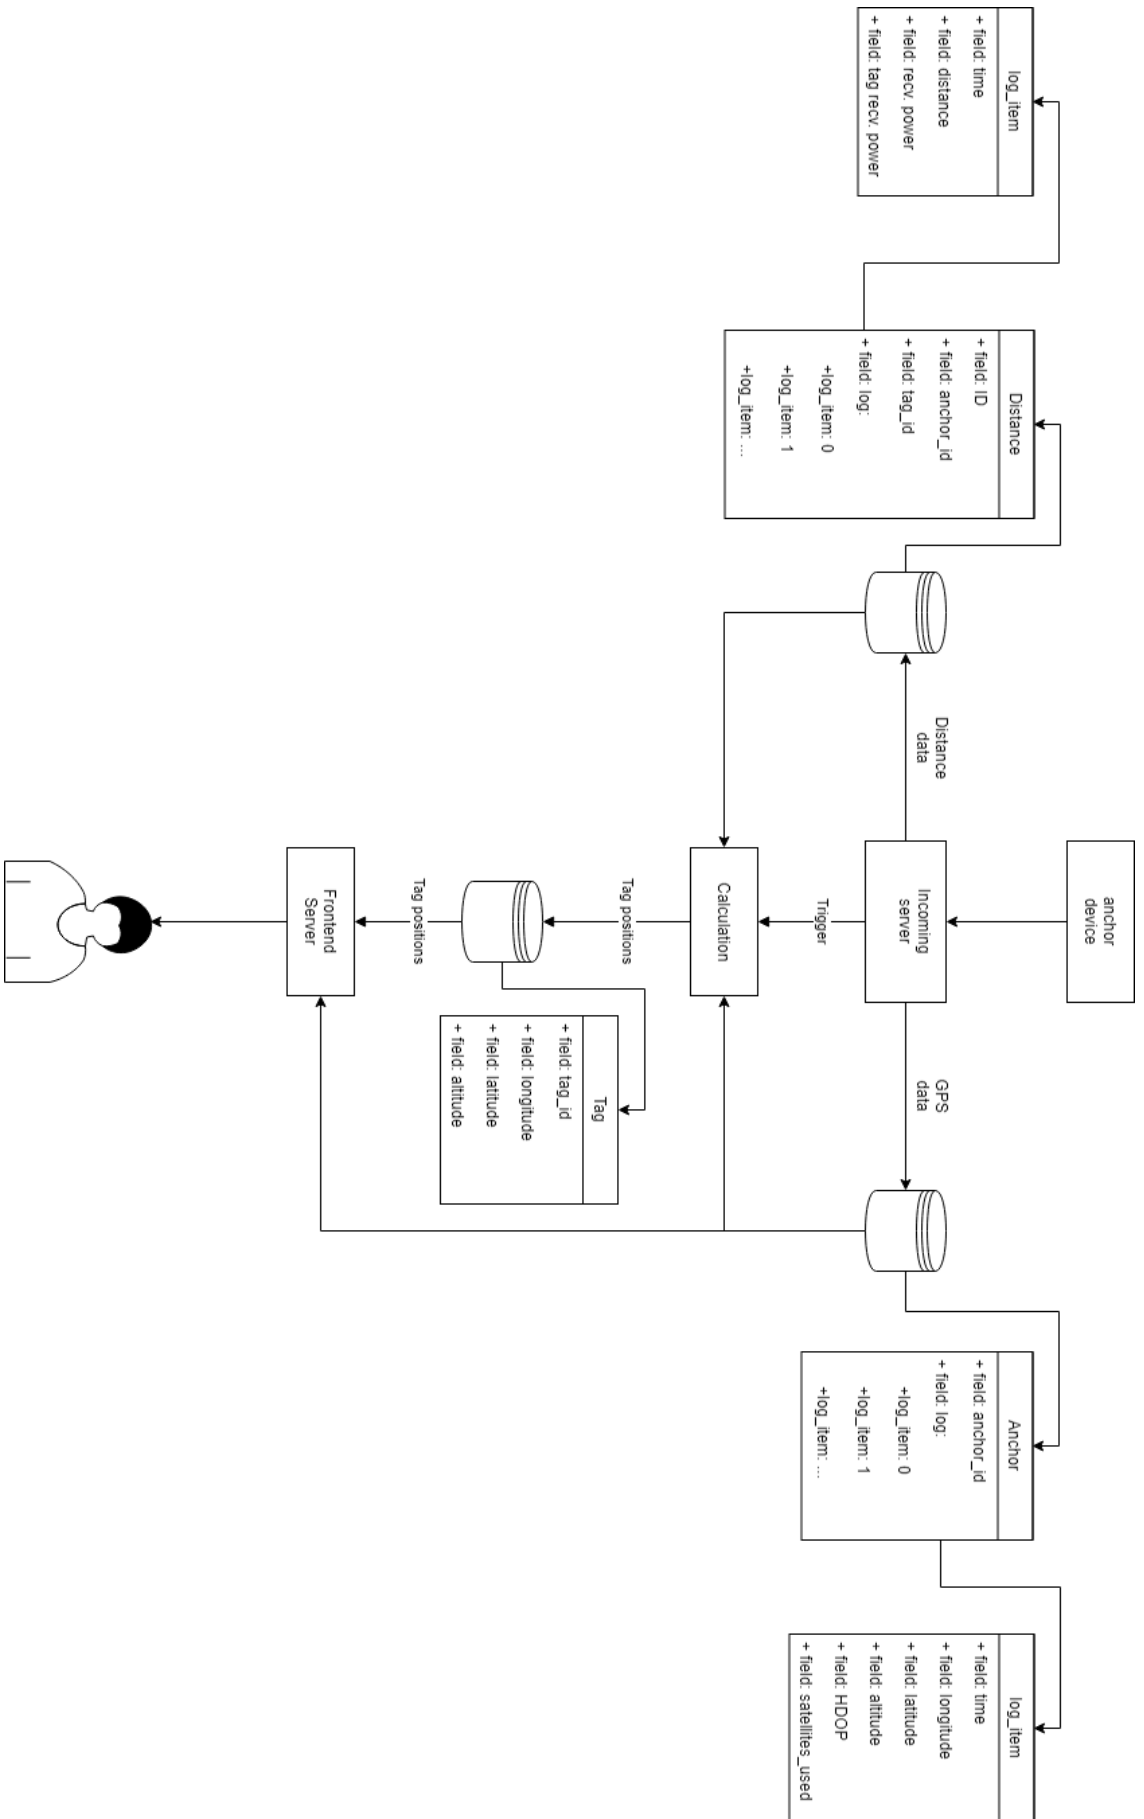 anchor
device
log_item
+ field: time
+ field: distance
+ field: recv. power
+ field: tag recv. power
Distance
+ field: ID
+ field: anchor_id
+ field: tag_id
+ field: log:
+log_item: 0
+log_item: 1
+log_item: ...
Distance
data
Incoming
server
GPS
data
Anchor
+ field: anchor_id
+ field: log:
+log_item: 0
+log_item: 1
+log_item: ...
log_item
+ field: time
+ field: longitude
+ field: latitude
+ field: altitude
+ field: HDOP
+ field: satellites_used
Trigger
Calculation
Tag positions
Tag
+ field: tag_id
+ field: longitude
+ field: latitude
+ field: altitude
Tag positions
Frontend
Server